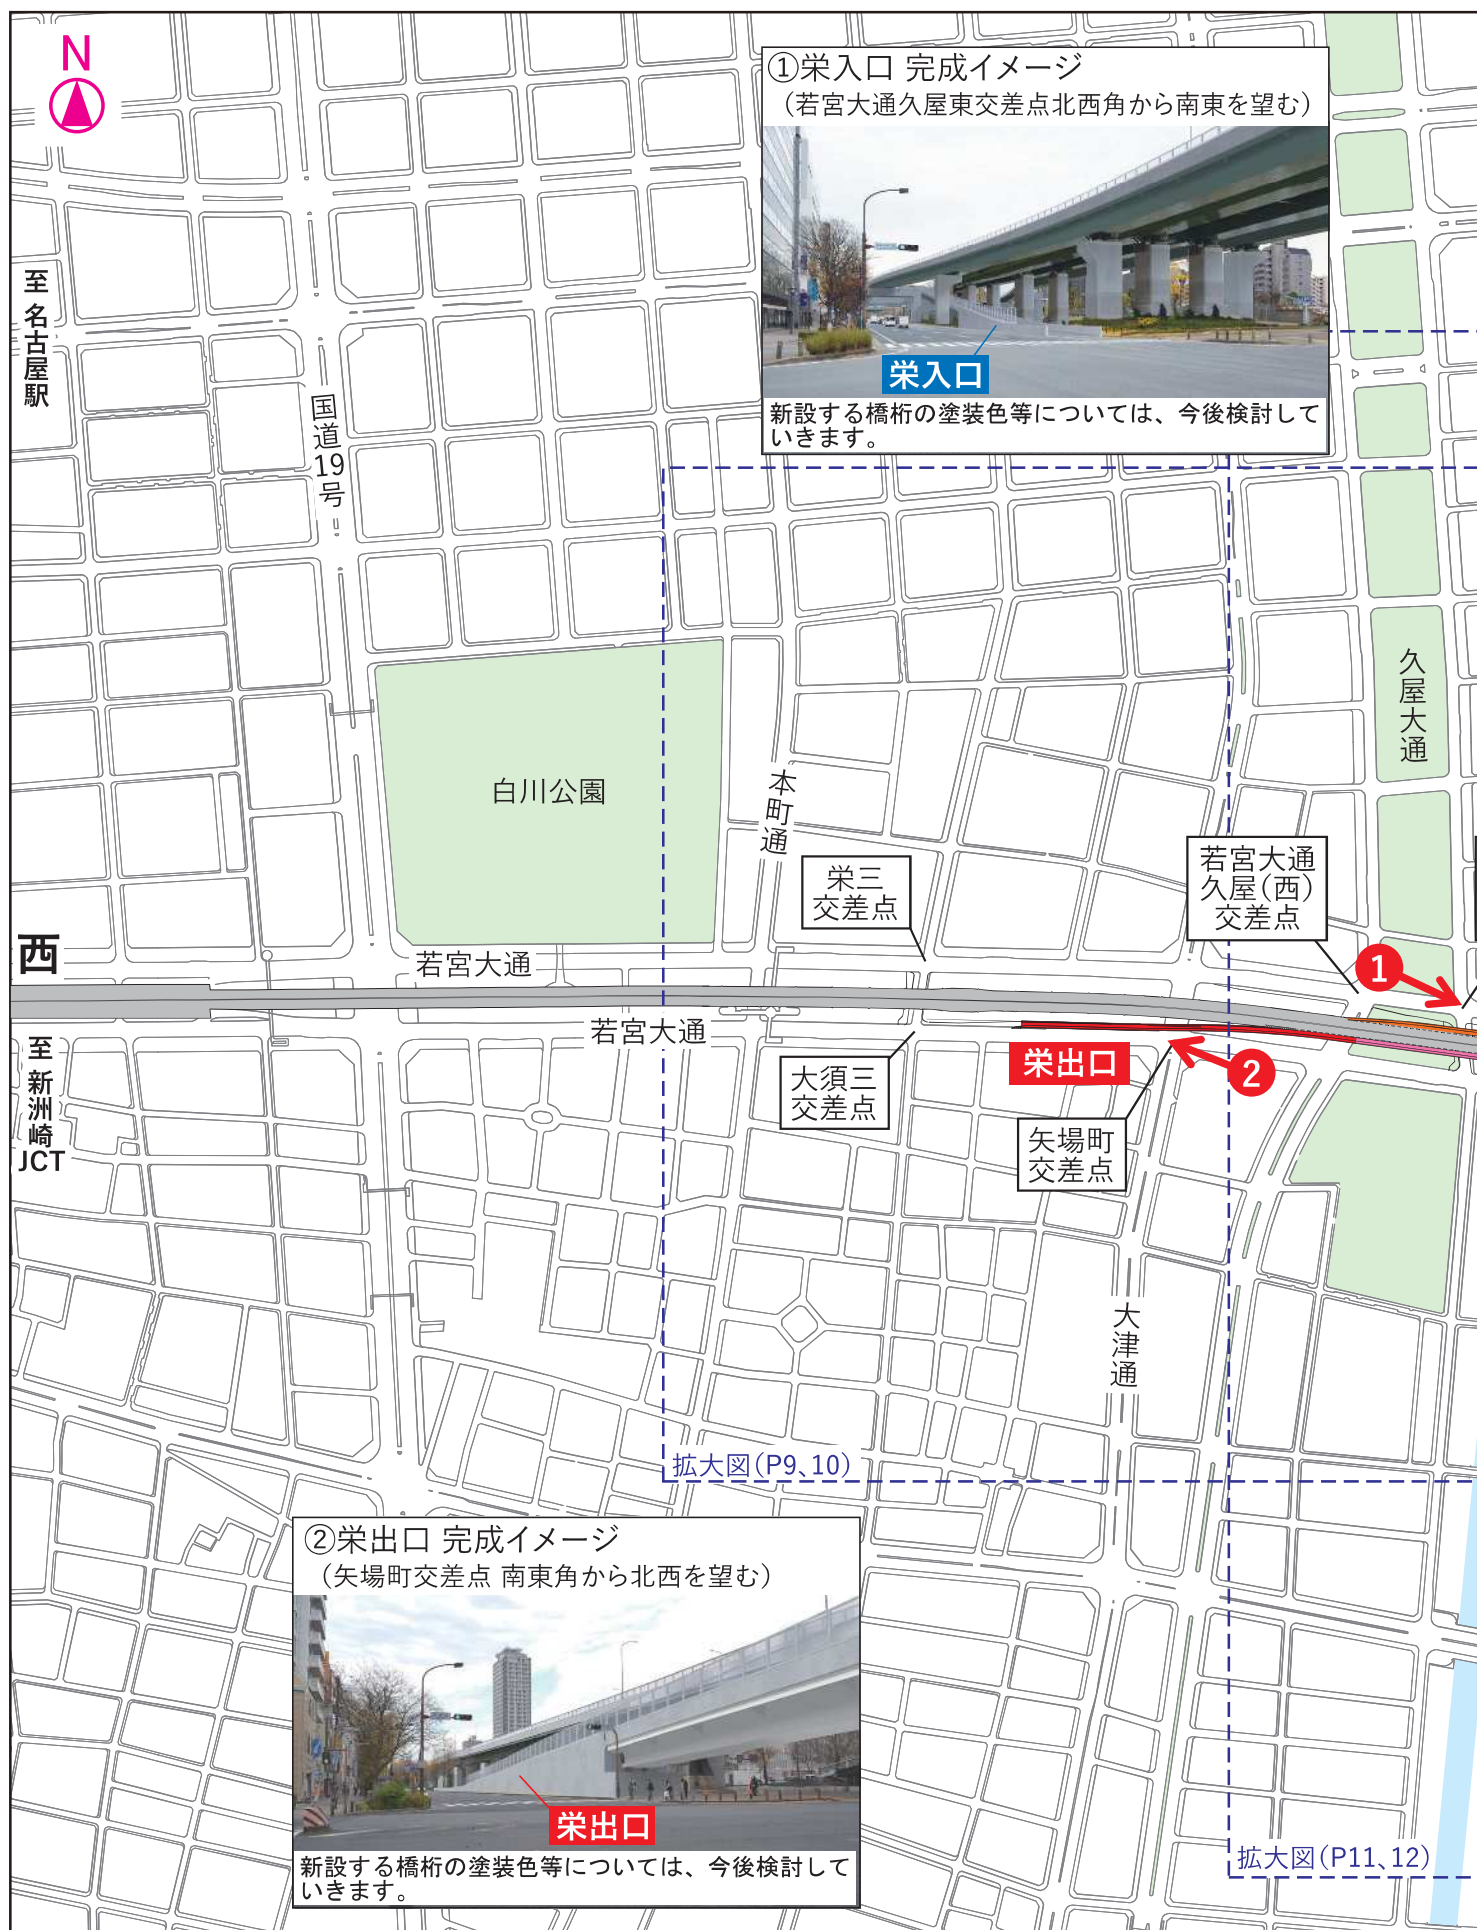 N
①栄入口 完成イメージ
(若宮大通久屋東交差点北西角から南東を望む)
栄入口
新設する橋桁の塗装色等については、今後検討して
いきます。
至 名古屋駅
国道19号
久屋大通
白川公園
本町通
栄三
交差点
若宮大通
久屋(西)
交差点
西
若宮大通
1
若宮大通
至 新洲崎
JCT
栄出口
2
大須三
交差点
矢場町
交差点
大津通
拡大図(P9、10)
②栄出口 完成イメージ
(矢場町交差点 南東角から北西を望む)
栄出口
新設する橋桁の塗装色等については、今後検討して
いきます。
拡大図(P11、12)